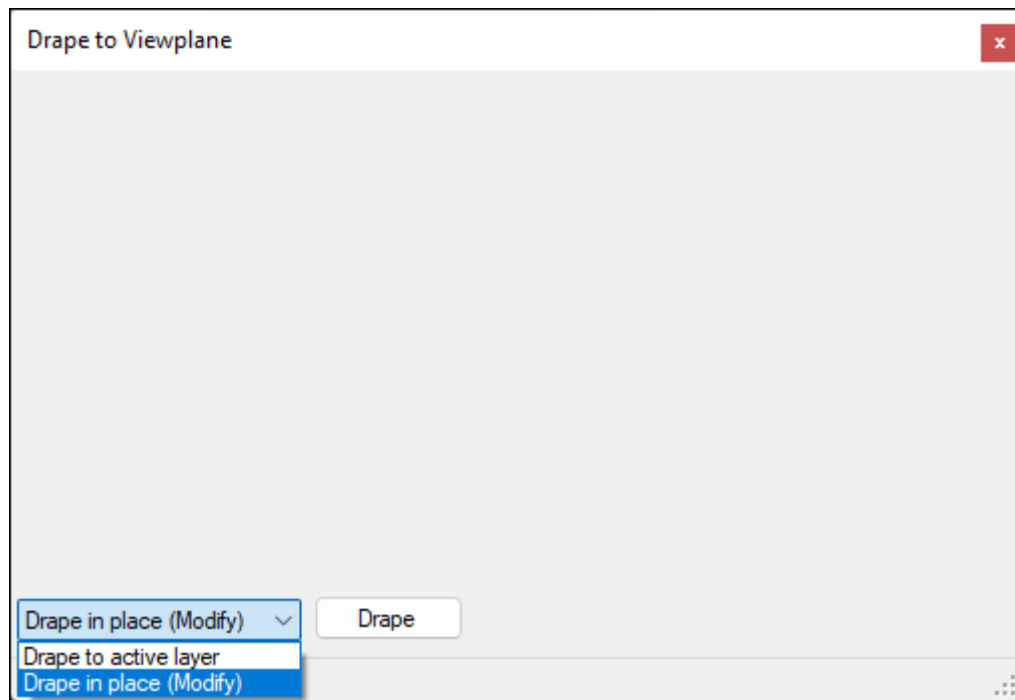 Drape to Viewplane
x
Drape in place (Modify)
Drape
Drape to active layer
Drape in place (Modify)